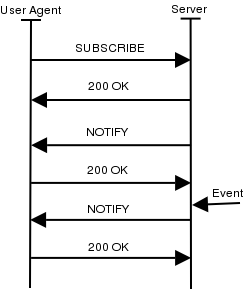 User Agent
Server
SUBSCRIBE
200 OK
NOTIFY
200 OK
Event
NOTIFY
200 OK